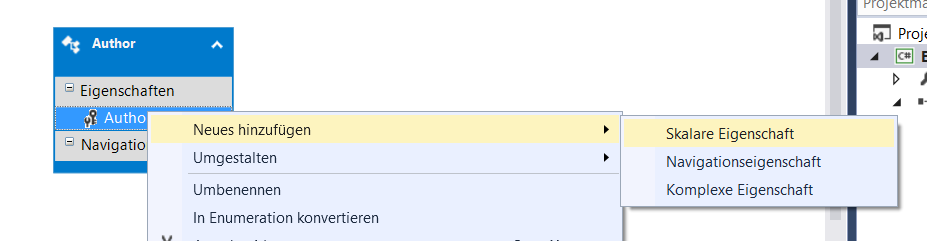 Projektma
Author
Proje
C#
Eigenschaften
Autho
Neues hinzufügen
Skalare Eigenschaft
Navigatio
Umgestalten
Navigationseigenschaft
Umbenennen
Komplexe Eigenschaft
In Enumeration konvertieren